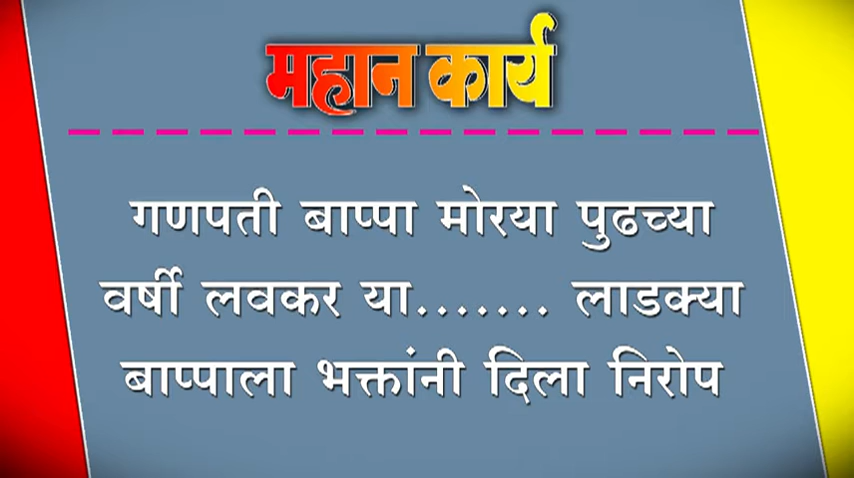 महान कार्य
गणपती बाप्पा मोरया पुढच्या
वर्षी लवकर या....... लाडक्या
बाप्पाला भक्तांनी दिला निरोप